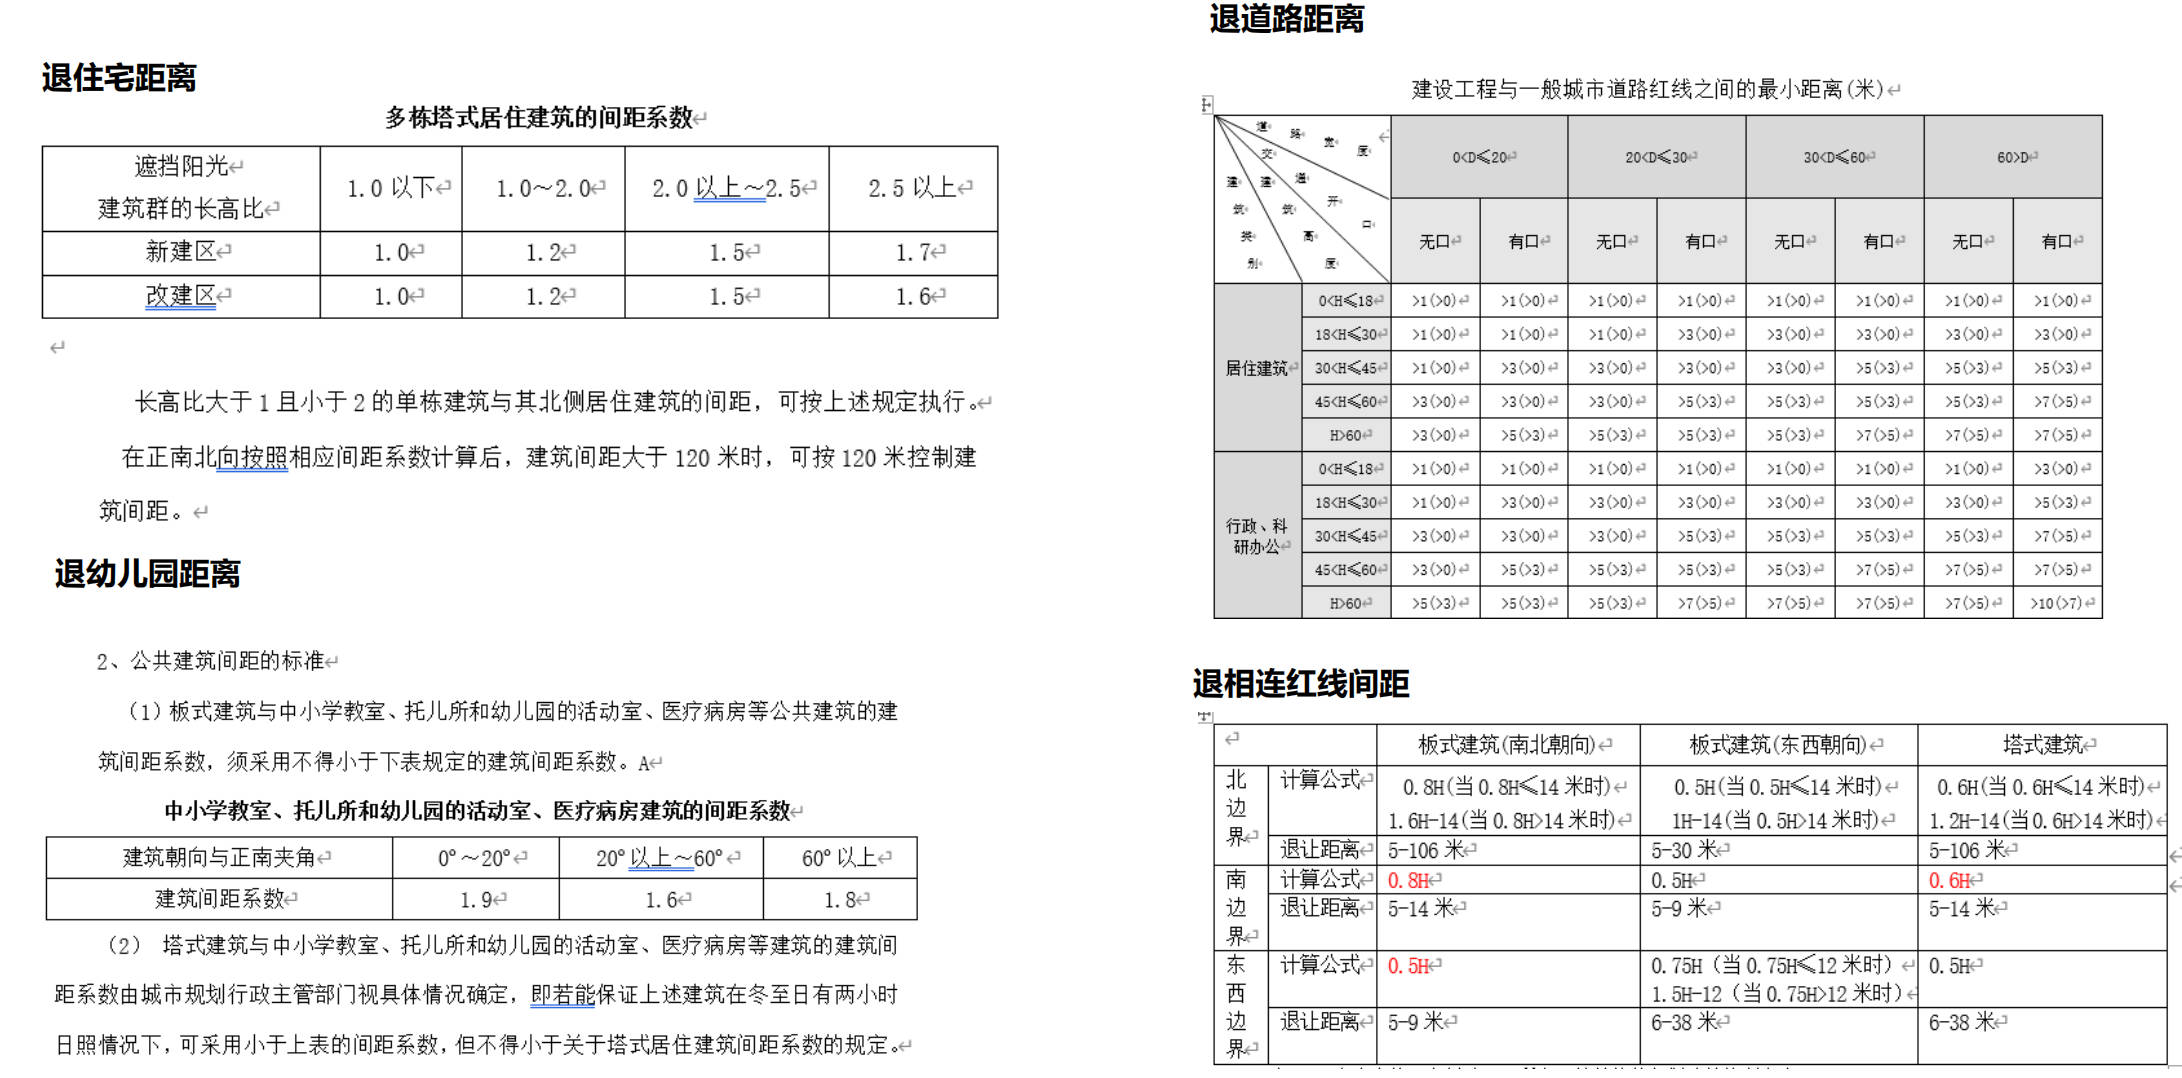 退住宅距离
多栋塔式居住建筑的间距系数
遮挡阳光
建筑群的长高比 1.0 以下 1.0～2.0 2.0 以上～2.5 2.5 以上
新建区 1.0 1.2 1.5 1.7
改建区 1.0 1.2 1.5 1.6
长高比大于 1 且小于 2 的单栋建筑与其北侧居住建筑的间距，可按上述规定执行。
在正南北向按照相应间距系数计算后，建筑间距大于 120 米时，可按 120 米控制建
筑间距。
退幼儿园距离
2、公共建筑间距的标准
（1）板式建筑与中小学教室、托儿所和幼儿园的活动室、医疗病房等公共建筑的建
筑间距系数，须采用不得小于下表规定的建筑间距系数。A
中小学教室、托儿所和幼儿园的活动室、医疗病房建筑的间距系数
建筑朝向与正南夹角 0°～20° 20°以上～60° 60°以上
建筑间距系数 1.9 1.6 1.8
（2） 塔式建筑与中小学教室、托儿所和幼儿园的活动室、医疗病房等建筑的建筑间
距系数由城市规划行政主管部门视具体情况确定，即若能保证上述建筑在冬至日有两小时
日照情况下，可采用小于上表的间距系数，但不得小于关于塔式居住建筑间距系数的规定。
退道路距离
建设工程与一般城市道路红线之间的最小距离(米)
道路宽度
交通开口
建筑高度
建筑类别
0<D≤20 20<D≤30 30<D≤60 60>D
无口 有口 无口 有口 无口 有口 无口 有口
居住建筑
0<H≤18 >1(>0) >1(>0) >1(>0) >1(>0) >1(>0) >1(>0) >1(>0) >1(>0)
18<H≤30 >1(>0) >1(>0) >1(>0) >3(>0) >3(>0) >3(>0) >3(>0) >3(>0)
30<H≤45 >1(>0) >3(>0) >3(>0) >3(>0) >3(>0) >5(>3) >5(>3) >5(>3)
45<H≤60 >3(>0) >3(>0) >3(>0) >5(>3) >5(>3) >5(>3) >5(>3) >7(>5)
H>60 >3(>0) >5(>3) >5(>3) >5(>3) >5(>3) >7(>5) >7(>5) >7(>5)
行政、科
研办公
0<H≤18 >1(>0) >1(>0) >1(>0) >1(>0) >1(>0) >1(>0) >1(>0) >3(>0)
18<H≤30 >1(>0) >3(>0) >3(>0) >3(>0) >3(>0) >3(>0) >3(>0) >5(>3)
30<H≤45 >3(>0) >3(>0) >3(>0) >5(>3) >5(>3) >5(>3) >5(>3) >7(>5)
45<H≤60 >3(>0) >5(>3) >5(>3) >5(>3) >5(>3) >7(>5) >7(>5) >7(>5)
H>60 >5(>3) >5(>3) >5(>3) >7(>5) >7(>5) >7(>5) >7(>5) >10(>7)
退相连红线间距
板式建筑(南北朝向) 板式建筑(东西朝向) 塔式建筑
北边界
计算公式 0.8H(当 0.8H≤14 米时) 0.5H(当 0.5H≤14 米时) 0.6H(当 0.6H≤14 米时)
1.6H-14(当 0.8H>14 米时) 1H-14(当 0.5H>14 米时) 1.2H-14(当 0.6H>14 米时)
退让距离 5-106 米 5-30 米 5-106 米
南边界
计算公式 0.8H 0.5H 0.6H
退让距离 5-14 米 5-9 米 5-14 米
东西边界
计算公式 0.5H 0.75H（当 0.75H≤12 米时） 0.5H
1.5H-12（当 0.75H>12 米时）
退让距离 5-9 米 6-38 米 6-38 米